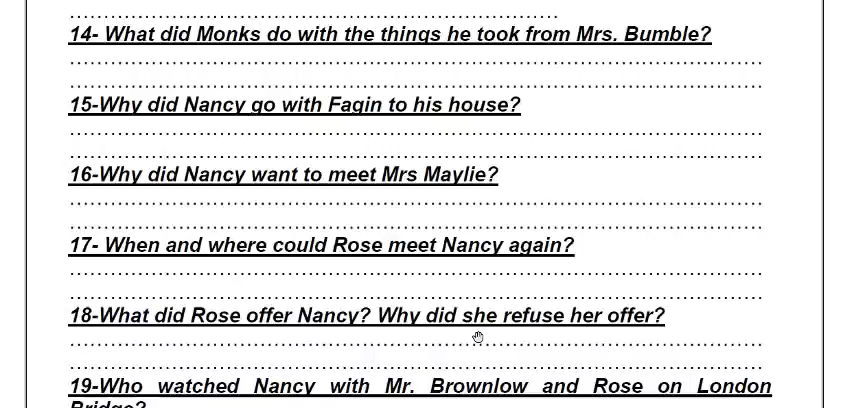 ……………………………………………………………
14- What did Monks do with the things he took from Mrs. Bumble?
……………………………………………………………………………………
……………………………………………………………………………………
15-Why did Nancy go with Fagin to his house?
……………………………………………………………………………………
……………………………………………………………………………………
16-Why did Nancy want to meet Mrs Maylie?
……………………………………………………………………………………
……………………………………………………………………………………
17- When and where could Rose meet Nancy again?
……………………………………………………………………………………
……………………………………………………………………………………
18-What did Rose offer Nancy? Why did she refuse her offer?
……………………………………………………………………………………
……………………………………………………………………………………
19-Who watched Nancy with Mr. Brownlow and Rose on London
Bridge?